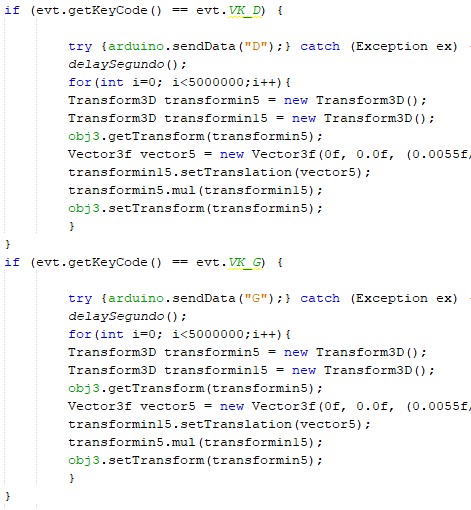 if (evt.getKeyCode() == evt.VK_D) {
try {arduino.sendData("D");} catch (Exception ex) {
delaySegundo();
for(int i=0; i<5000000;i++){
Transform3D transformin5 = new Transform3D();
Transform3D transformin15 = new Transform3D();
obj3.getTransform(transformin5);
Vector3f vector5 = new Vector3f(0f, 0.0f, (0.0055f/
transformin15.setTranslation(vector5);
transformin5.mul(transformin15);
obj3.setTransform(transformin5);
}
}
if (evt.getKeyCode() == evt.VK_G) {
try {arduino.sendData("G");} catch (Exception ex) {
delaySegundo();
for(int i=0; i<5000000;i++){
Transform3D transformin5 = new Transform3D();
Transform3D transformin15 = new Transform3D();
obj3.getTransform(transformin5);
Vector3f vector5 = new Vector3f(0f, 0.0f, (0.0055f/
transformin15.setTranslation(vector5);
transformin5.mul(transformin15);
obj3.setTransform(transformin5);
}
}